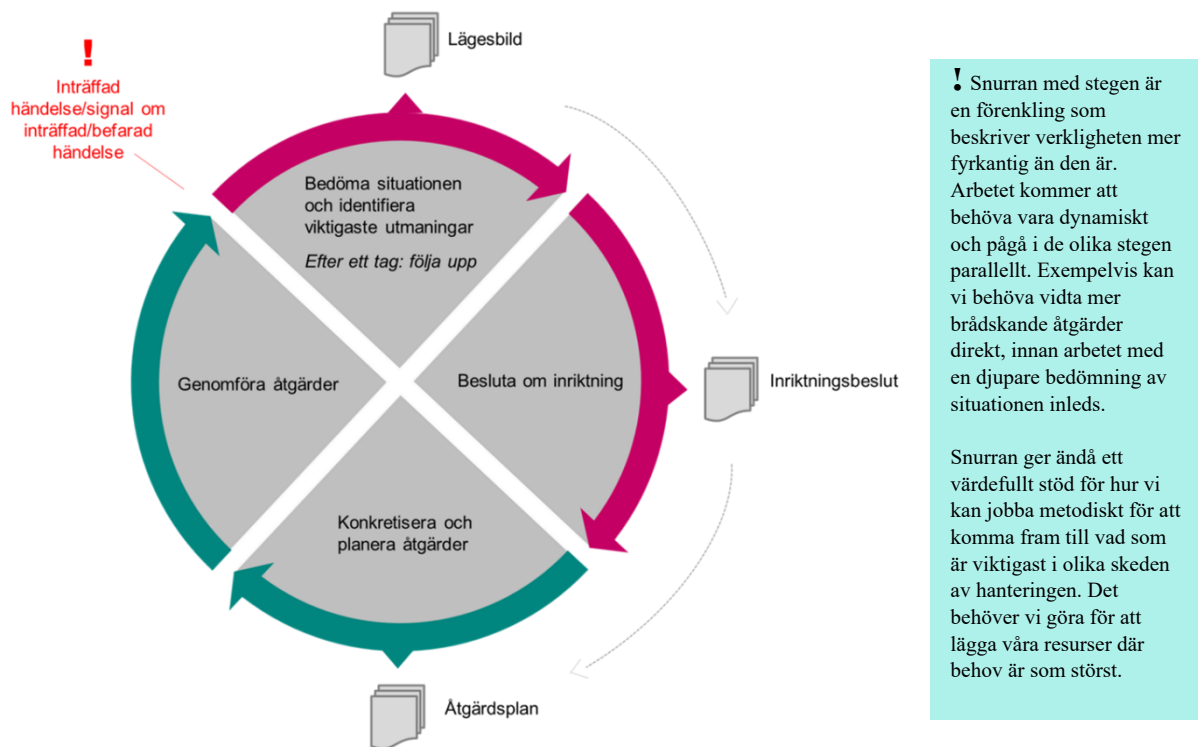 Lägesbild
!
Inträffad
händelse/signal om
inträffad/befarad
händelse
Bedöma situationen
och identifiera
viktigaste utmaningar
Efter ett tag: följa upp
Genomföra åtgärder
Besluta om inriktning
Inriktningsbeslut
Konkretisera och
planera åtgärder
Åtgärdsplan
! Snurran med stegen är
en förenkling som
beskriver verkligheten mer
fyrkantig än den är.
Arbetet kommer att
behöva vara dynamiskt
och pågå i de olika stegen
parallellt. Exempelvis kan
vi behöva vidta mer
brådskande åtgärder
direkt, innan arbetet med
en djupare bedömning av
situationen inleds.
Snurran ger ändå ett
värdefullt stöd för hur vi
kan jobba metodiskt för att
komma fram till vad som
är viktigast i olika skeden
av hanteringen. Det
behöver vi göra för att
lägga våra resurser där
behov är som störst.